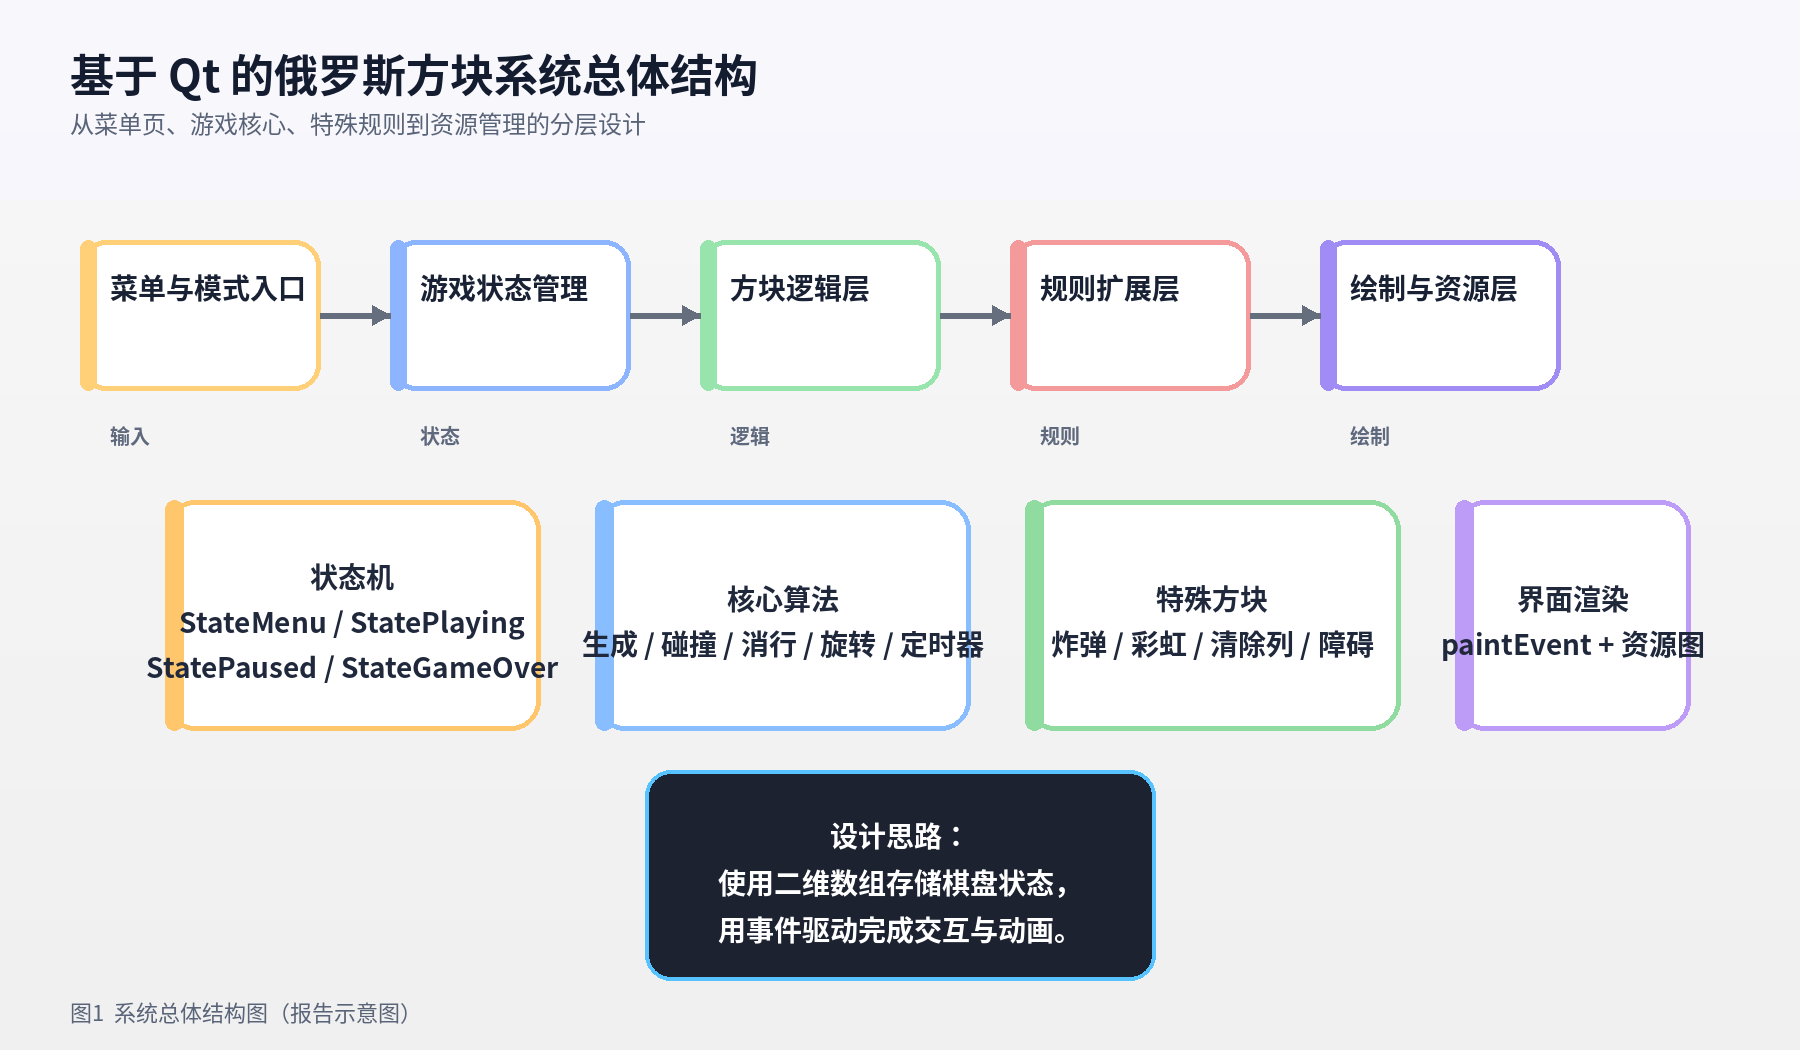 基于 Qt 的俄罗斯方块系统总体结构
从菜单页、游戏核心、特殊规则到资源管理的分层设计
菜单与模式入口
游戏状态管理
方块逻辑层
规则扩展层
绘制与资源层
输入
状态
逻辑
规则
绘制
状态机
StateMenu / StatePlaying
StatePaused / StateGameOver
核心算法
生成 / 碰撞 / 消行 / 旋转 / 定时器
特殊方块
炸弹 / 彩虹 / 清除列 / 障碍
界面渲染
paintEvent + 资源图
设计思路：
使用二维数组存储棋盘状态，
用事件驱动完成交互与动画。
图1 系统总体结构图（报告示意图）